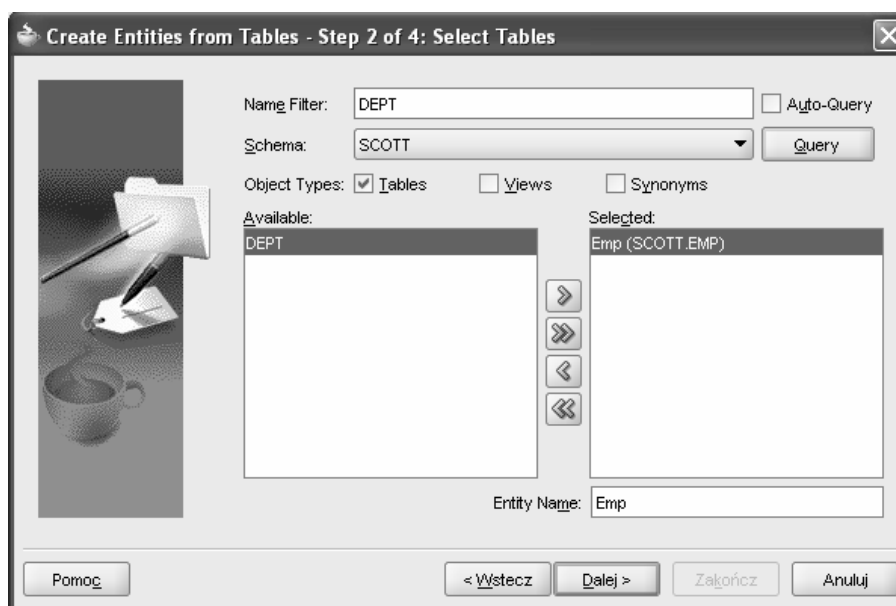 Create Entities from Tables - Step 2 of 4: Select Tables
Name Filter: DEPT Auto-Query
Schema: SCOTT Query
Object Types: Tables Views Synonyms
Available: Selected:
DEPT Emp (SCOTT.EMP)
Entity Name: Emp
Pomoc < Wstecz Dalej > Zakończ Anuluj